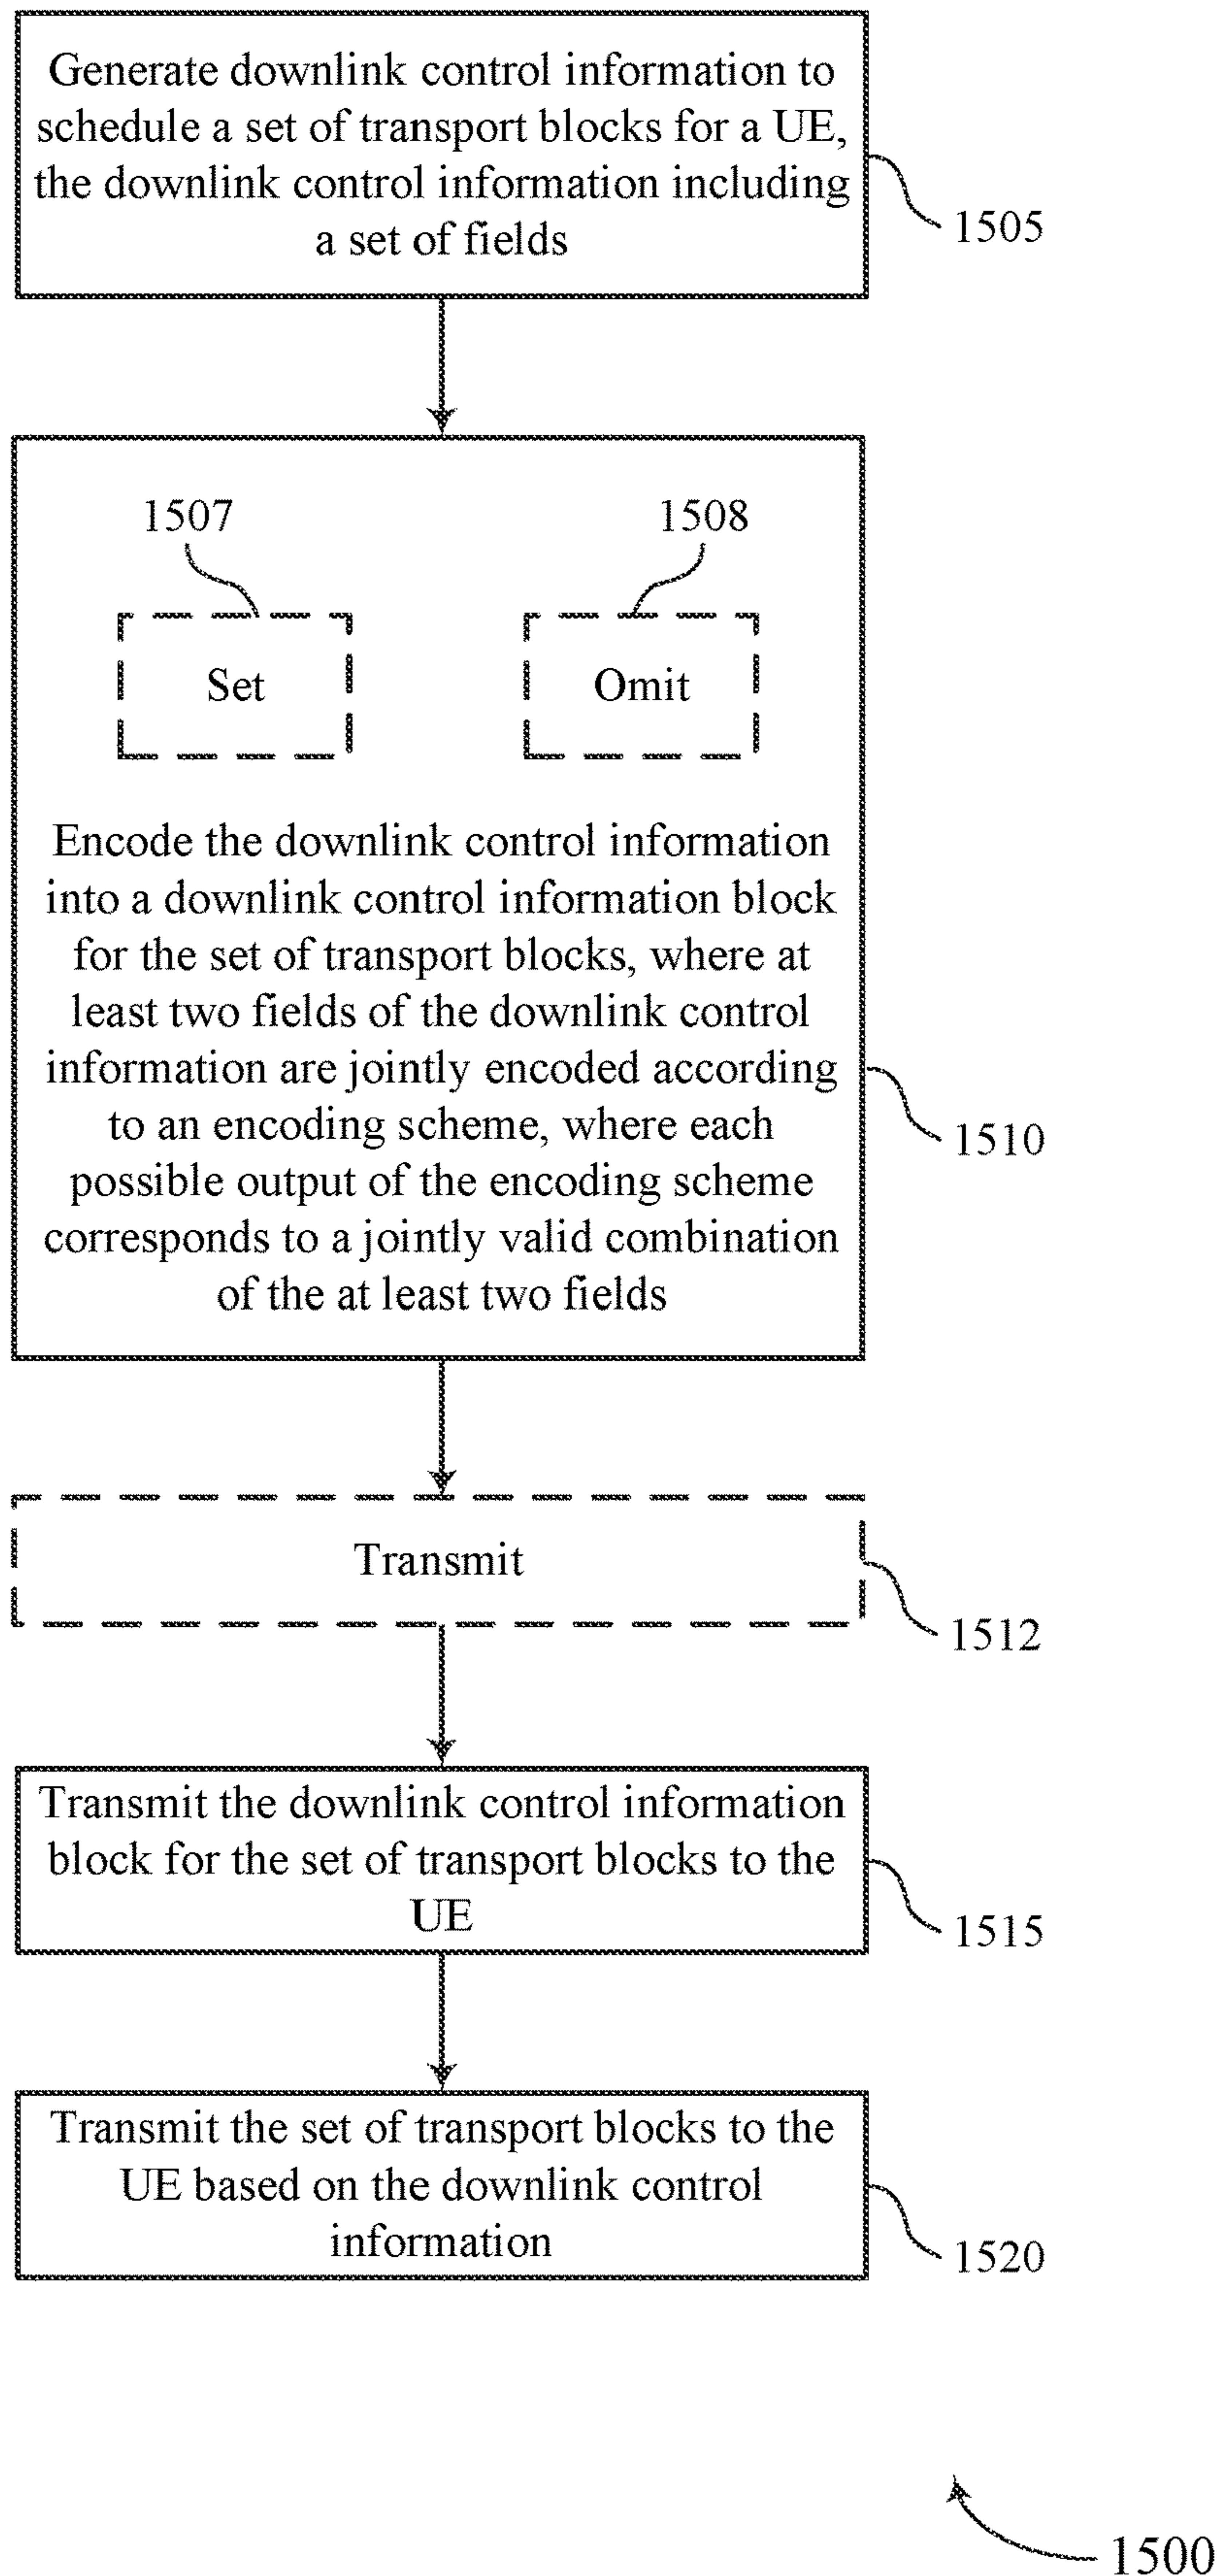 Generate downlink control information to
schedule a set of transport blocks for a UE,
the downlink control information including
a set of fields
1505
1507
1508
Set
Omit
Encode the downlink control information
into a downlink control information block
for the set of transport blocks, where at
least two fields of the downlink control
information are jointly encoded according
to an encoding scheme, where each
possible output of the encoding scheme
corresponds to a jointly valid combination
of the at least two fields
1510
Transmit
1512
Transmit the downlink control information
block for the set of transport blocks to the
UE
1515
Transmit the set of transport blocks to the
UE based on the downlink control
information
1520
1500